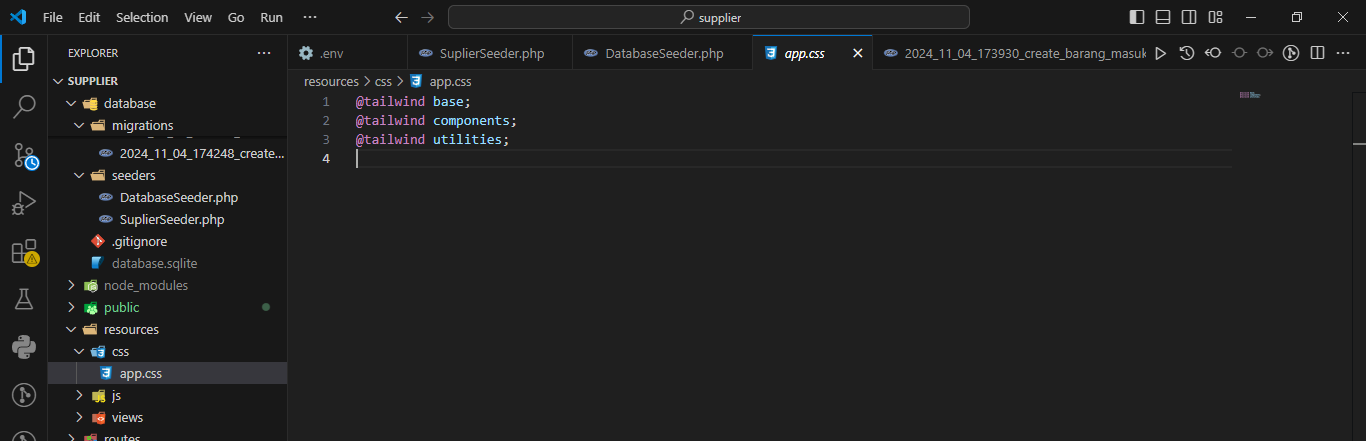 File Edit Selection View Go Run ··· supplier
EXPLORER ···
SUPPLIER
database
migrations
2024_11_04_174248_create...
seeders
DatabaseSeeder.php
SuplierSeeder.php
.gitignore
database.sqlite
node_modules
public
resources
css
app.css
js
views
routes
.env SuplierSeeder.php DatabaseSeeder.php app.css 2024_11_04_173930_create_barang_masuk
resources > css > app.css
1 @tailwind base;
2 @tailwind components;
3 @tailwind utilities;
4